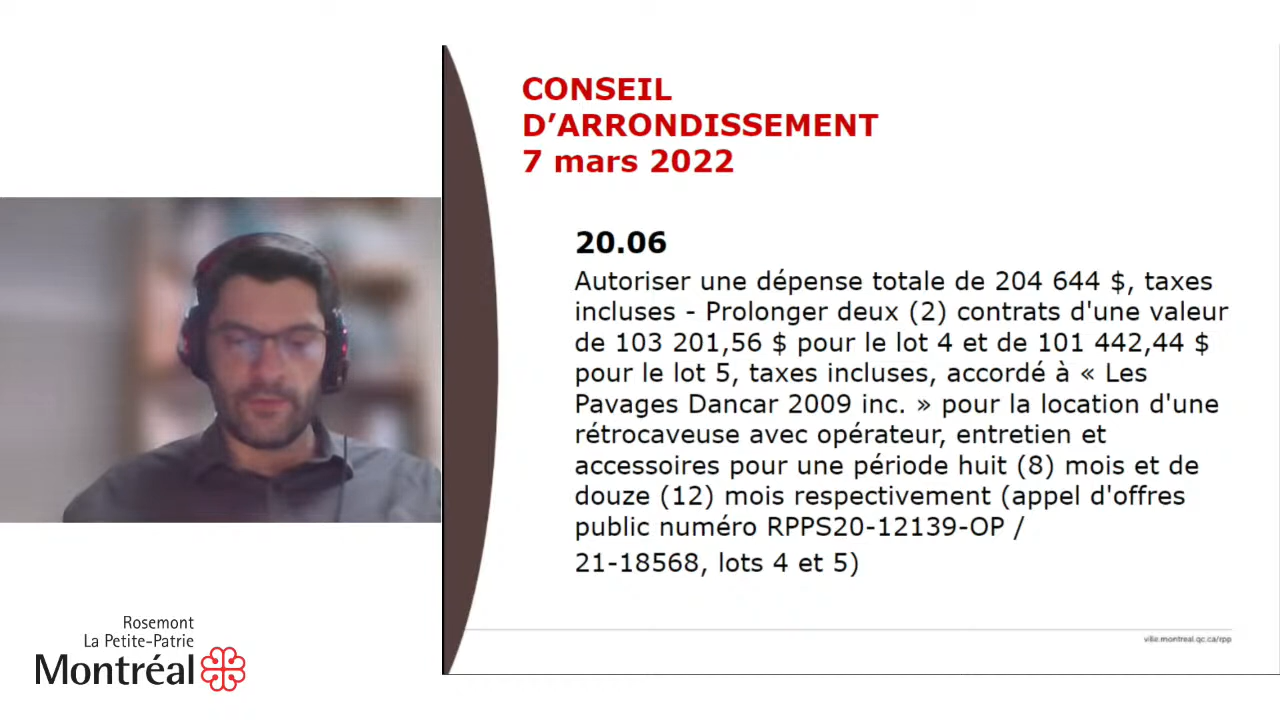 CONSEIL
D’ARRONDISSEMENT
7 mars 2022
20.06
Autoriser une dépense totale de 204 644 $, taxes
incluses - Prolonger deux (2) contrats d'une valeur
de 103 201,56 $ pour le lot 4 et de 101 442,44 $
pour le lot 5, taxes incluses, accordé à « Les
Pavages Dancar 2009 inc. » pour la location d'une
rétrocaveuse avec opérateur, entretien et
accessoires pour une période huit (8) mois et de
douze (12) mois respectivement (appel d'offres
public numéro RPPS20-12139-OP /
21-18568, lots 4 et 5)
ville.montreal.qc.ca/rpp
Rosemont
La Petite-Patrie
Montréal